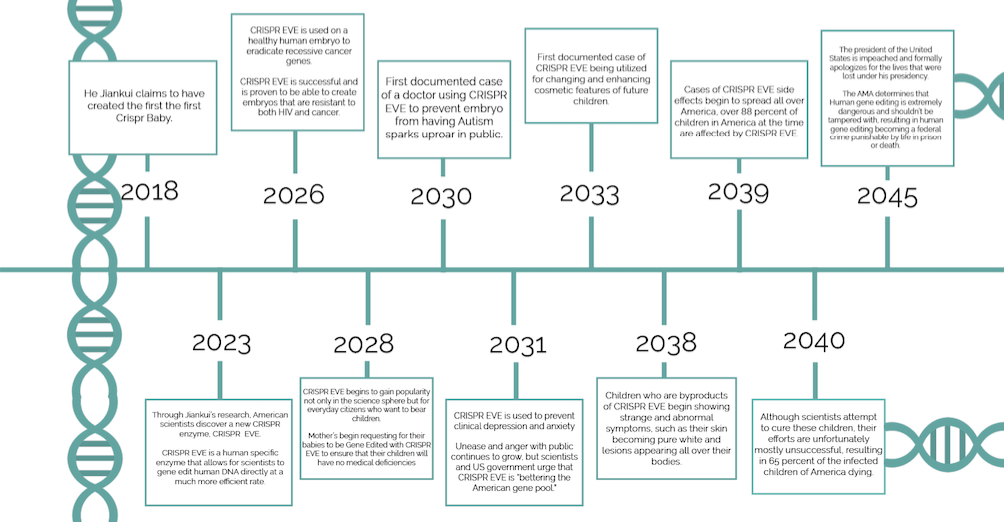 He Jiankui claims to have
created the first the first
Crispr Baby.
2018
Through Jiankui's research, American
scientists discover a new CRISPR
enzyme, CRISPR EVE.
CRISPR EVE is a human specific
enzyme that allows for scientists to
gene edit human DNA directly at a
much more efficient rate.
2023
CRISPR EVE is used on a
healthy human embryo to
eradicate recessive cancer
genes.
CRISPR EVE is successful and
is proven to be able to create
embryos that are resistant to
both HIV and cancer.
2026
CRISPR EVE begins to gain popularity
not only in the science sphere but for
everyday citizens who want to bear
children.
Mother's begin requesting for their
babies to be Gene Edited with CRISPR
EVE to ensure that their children will
have no medical deficiencies
2028
First documented case
of a doctor using CRISPR
EVE to prevent embryo
from having Autism
sparks uproar in public.
2030
CRISPR EVE is used to prevent
clinical depression and anxiety
Unease and anger with public
continues to grow, but scientists
and US government urge that
CRISPR EVE is "bettering the
American gene pool."
2031
First documented case of
CRISPR EVE being utilized
for changing and enhancing
cosmetic features of future
children.
2033
Children who are byproducts
of CRISPR EVE begin showing
strange and abnormal
symptoms, such as their skin
becoming pure white and
lesions appearing all over their
bodies.
2038
Cases of CRISPR EVE side
effects begin to spread all over
America, over 88 percent of
children in America at the time
are affected by CRISPR EVE
2039
Although scientists attempt
to cure these children, their
efforts are unfortunately
mostly unsuccessful, resulting
in 65 percent of the infected
children of America dying.
2040
The president of the United
States is impeached and formally
apologizes for the lives that were
lost under his presidency.
The AMA determines that
Human gene editing is extremely
dangerous and shouldn't be
tampered with, resulting in human
gene editing becoming a federal
crime punishable by life in prison
or death.
2045